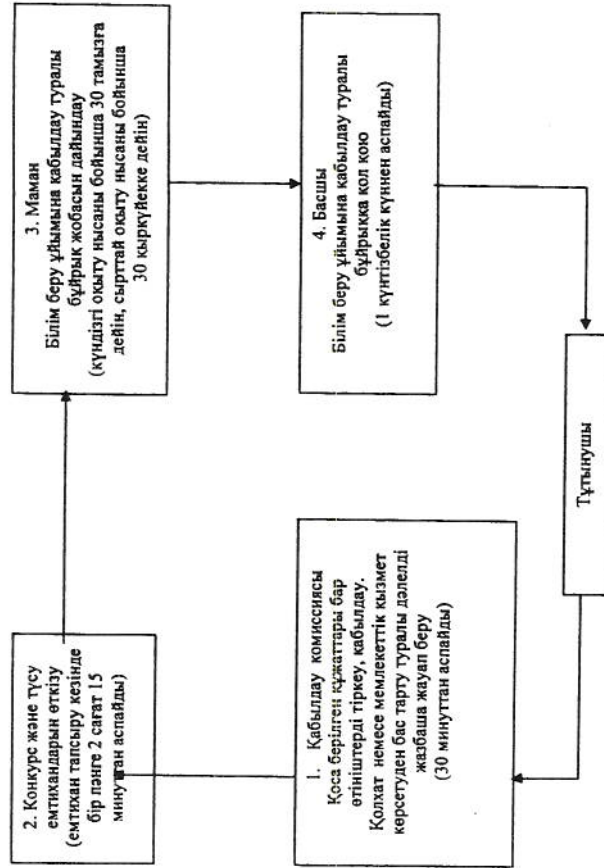 1. Қабылдау комиссиясы
Қоса берілген құжаттары бар
өтініштерді тіркеу, қабылдау.
Қолхат немесе мемлекеттік қызмет
көрсетуден бас тарту туралы дәлелді
жазбаша жауап беру
(30 минуттан аспайды)
2. Конкурс және түсу
емтихандарын өткізу
(емтихан тапсыру кезінде
бір пәнге 2 сағат 15
минуттан аспайды)
3. Маман
Білім беру ұйымына қабылдау туралы
бұйрық жобасын дайындау
(күндізгі оқыту нысаны бойынша 30 тамызға
дейін, сырттай оқыту нысаны бойынша
30 қыркүйекке дейін)
4. Басшы
Білім беру ұйымына қабылдау туралы
бұйрыққа қол қою
(1 күнтізбелік күннен аспайды)
Тұтынушы